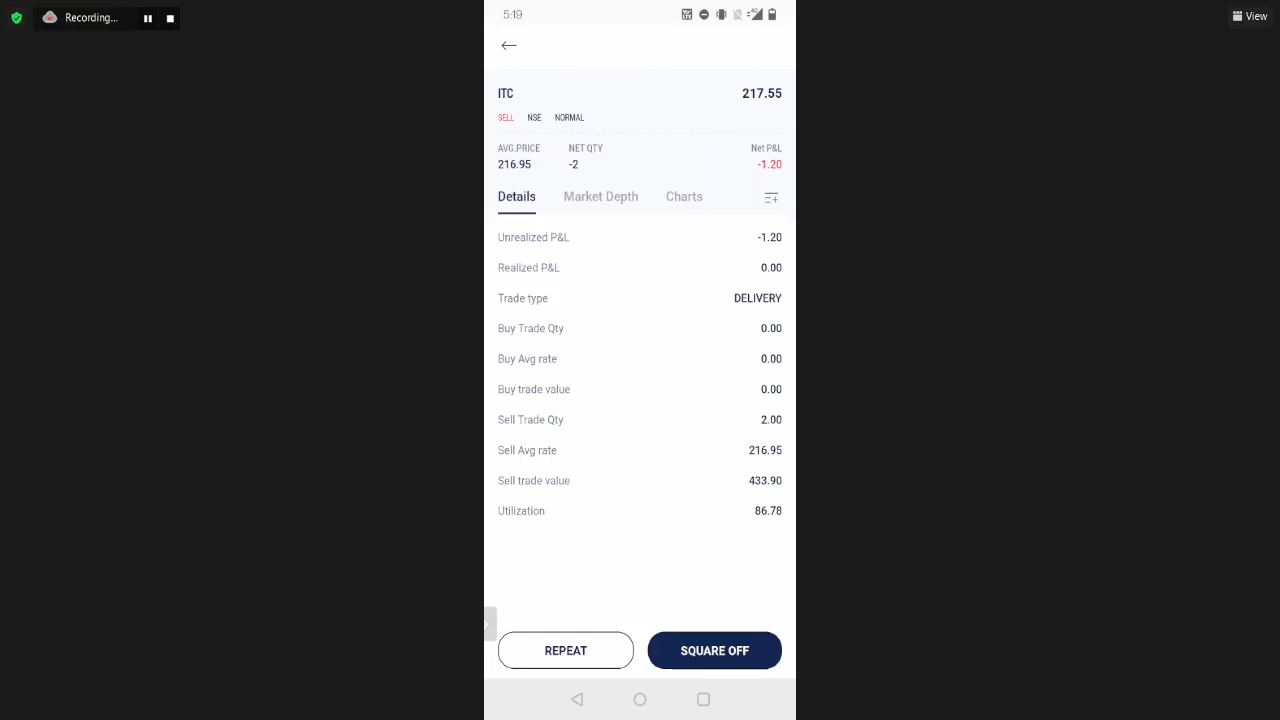 Recording...
View
5:19
ITC 217.55
SELL NSE NORMAL
AVG.PRICE NET QTY Net P&L
216.95 -2 -1.20
Details Market Depth Charts
Unrealized P&L -1.20
Realized P&L 0.00
Trade type DELIVERY
Buy Trade Qty 0.00
Buy Avg rate 0.00
Buy trade value 0.00
Sell Trade Qty 2.00
Sell Avg rate 216.95
Sell trade value 433.90
Utilization 86.78
REPEAT SQUARE OFF